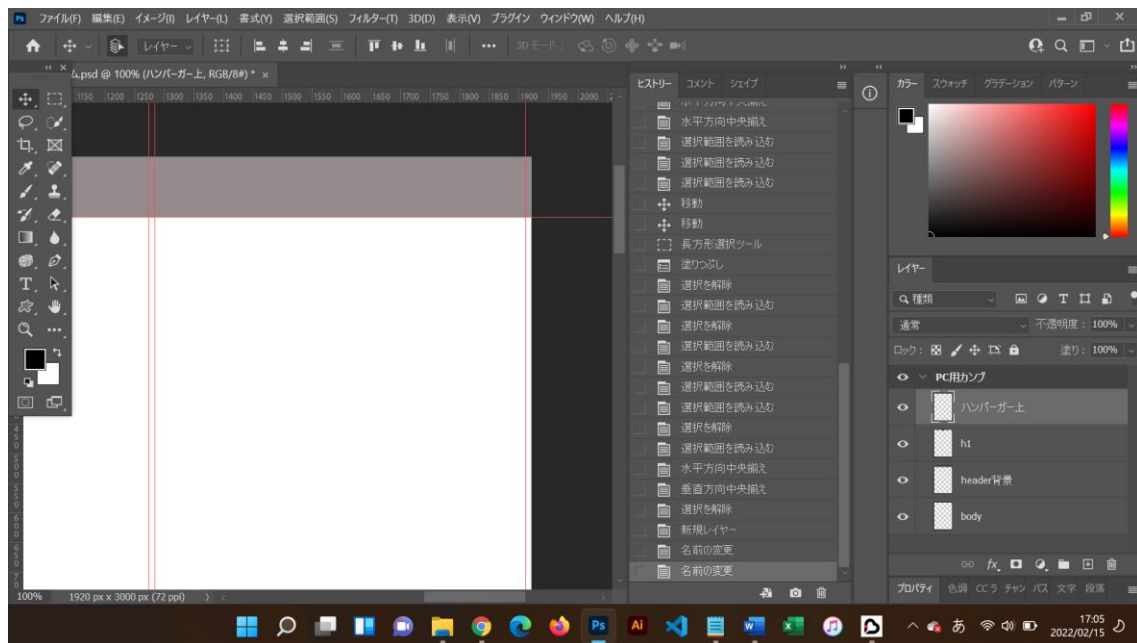 ファイル(F) 編集(E) イメージ(I) レイヤー(L) 書式(Y) 選択範囲(S) フィルター(T) 3D(D) 表示(V) プラグイン ウィンドウ(W) ヘルプ(H)
レイヤー
3D モード :
.psd @ 100% (ハンバーガー上, RGB/8#) * ×
1150 1200 1250 1300 1350 1400 1450 1500 1550 1600 1650 1700 1750 1800 1850 1900 1950 2000
ヒストリー コメント シェイプ
水平方向中央揃え
選択範囲を読み込む
選択範囲を読み込む
選択範囲を読み込む
移動
移動
長方形選択ツール
塗りつぶし
選択を解除
選択範囲を読み込む
選択を解除
選択範囲を読み込む
選択を解除
選択範囲を読み込む
選択範囲を読み込む
選択を解除
選択範囲を読み込む
水平方向中央揃え
垂直方向中央揃え
選択を解除
新規レイヤー
名前の変更
名前の変更
カラー スウォッチ グラデーション パターン
レイヤー
種類
通常 不透明度 : 100%
ロック : 塗り : 100%
PC用カンプ
ハンバーガー上
h1
header背景
body
プロパティ 色調 CCラ チャン パス 文字 段落
100% 1920 px x 3000 px (72 ppi)
17:05
2022/02/15